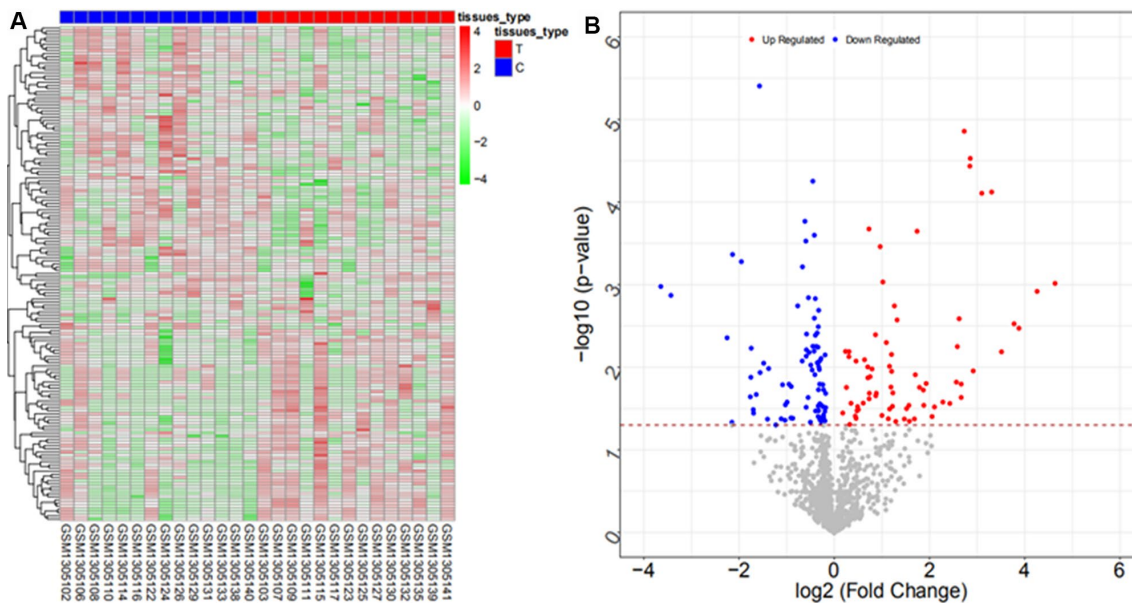 A
tissues_type
4
2
0
−2
−4
tissues_type
T
C
GSM1305102
GSM1305106
GSM1305108
GSM1305110
GSM1305114
GSM1305116
GSM1305122
GSM1305124
GSM1305126
GSM1305129
GSM1305131
GSM1305133
GSM1305138
GSM1305140
GSM1305103
GSM1305107
GSM1305109
GSM1305111
GSM1305115
GSM1305117
GSM1305123
GSM1305125
GSM1305127
GSM1305130
GSM1305132
GSM1305135
GSM1305139
GSM1305141
B
Up Regulated Down Regulated
−log10 (p-value)
6
5
4
3
2
1
0
−4 −2 0 2 4 6
log2 (Fold Change)